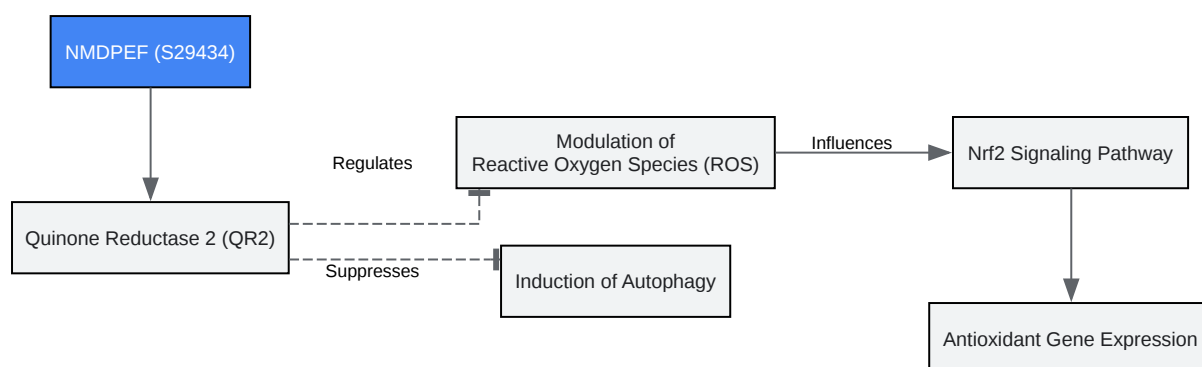 NMDPEF (S29434)
Quinone Reductase 2 (QR2)
Regulates
Suppresses
Modulation of
Reactive Oxygen Species (ROS)
Induction of Autophagy
Influences
Nrf2 Signaling Pathway
Antioxidant Gene Expression